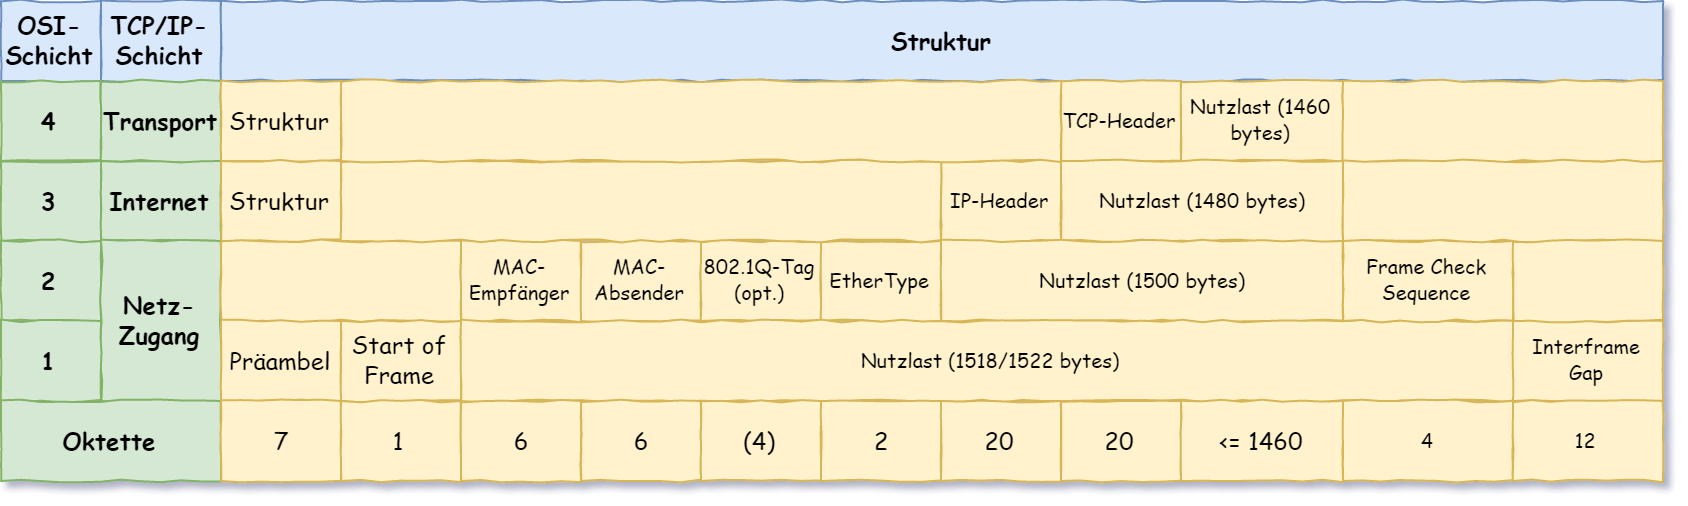 OSI-
Schicht
TCP/IP-
Schicht
Struktur
4
Transport
Struktur
TCP-Header
Nutzlast (1460
bytes)
3
Internet
Struktur
IP-Header
Nutzlast (1480 bytes)
2
Netz-
Zugang
MAC-
Empfänger
MAC-
Absender
802.1Q-Tag
(opt.)
EtherType
Nutzlast (1500 bytes)
Frame Check
Sequence
1
Präambel
Start of
Frame
Nutzlast (1518/1522 bytes)
Interframe
Gap
Oktette
7
1
6
6
(4)
2
20
20
<= 1460
4
12